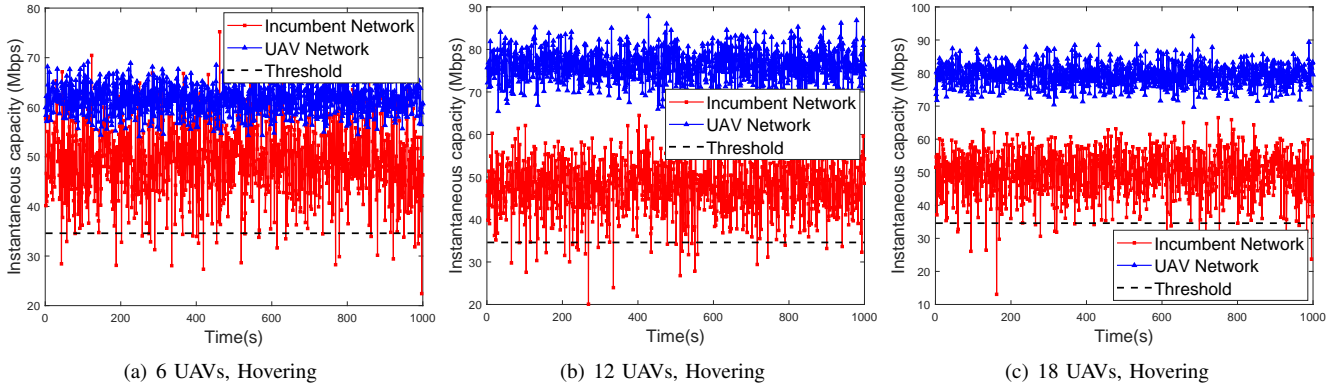 Instantaneous capacity (Mbps)
80
70
60
50
40
30
20
0 200 400 600 800 1000
Time(s)
Incumbent Network
UAV Network
Threshold
(a) 6 UAVs, Hovering
Instantaneous capacity (Mbps)
90
80
70
60
50
40
30
20
0 200 400 600 800 1000
Time(s)
Incumbent Network
UAV Network
Threshold
(b) 12 UAVs, Hovering
Instantaneous capacity (Mbps)
100
90
80
70
60
50
40
30
20
10
0 200 400 600 800 1000
Time(s)
Incumbent Network
UAV Network
Threshold
(c) 18 UAVs, Hovering